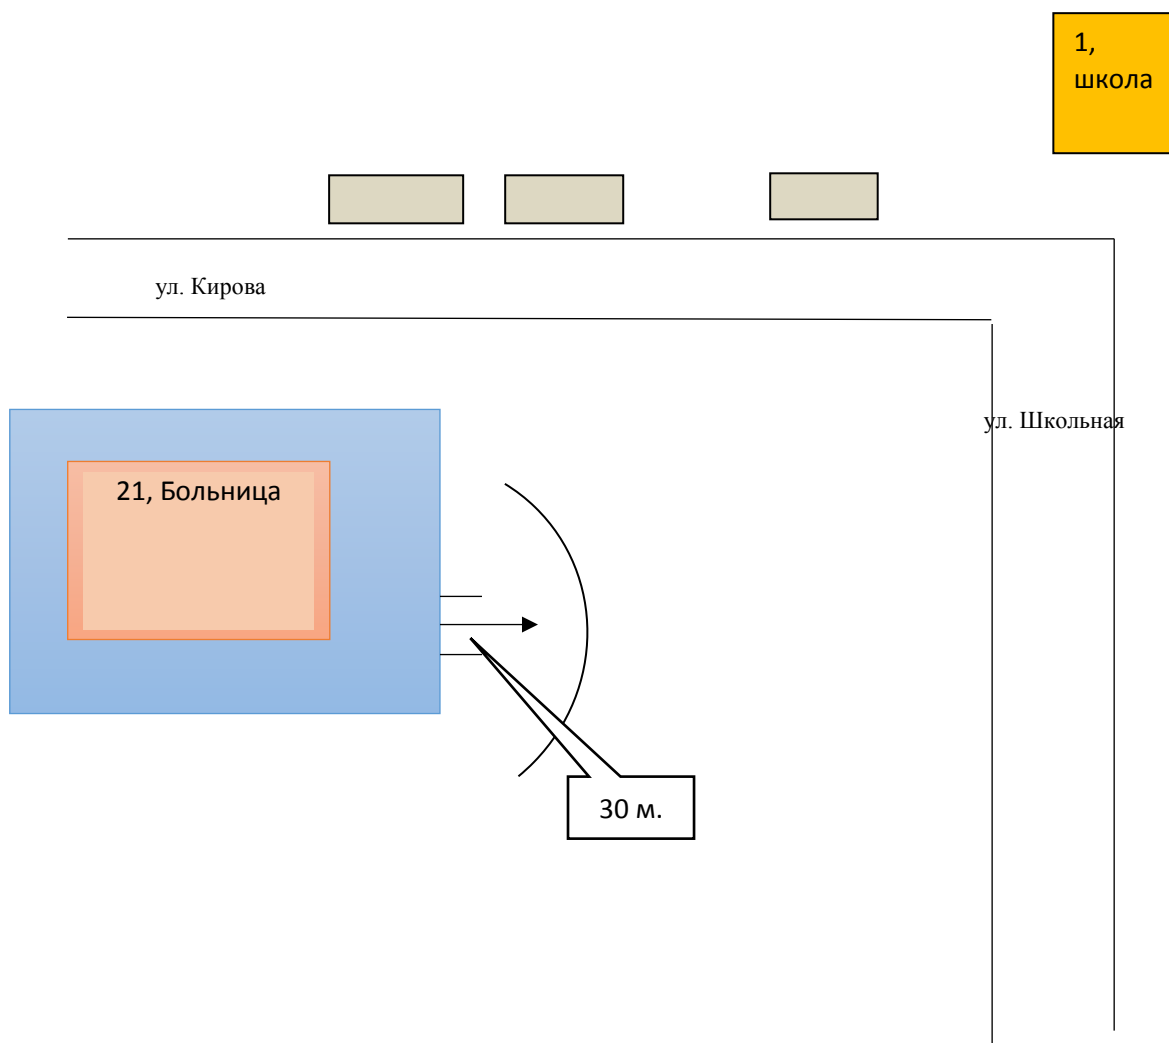 1,
школа
ул. Кирова
ул. Школьная
21, Больница
30 м.